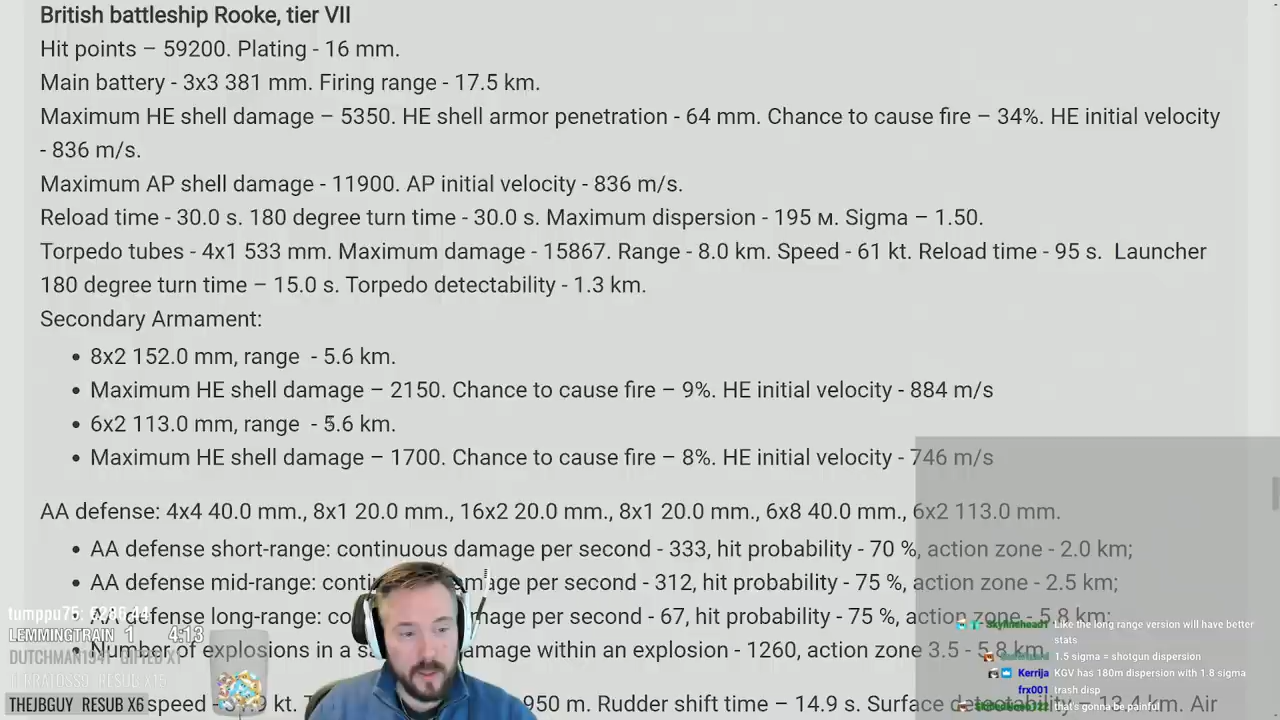 British battleship Rooke, tier VII
Hit points – 59200. Plating - 16 mm.
Main battery - 3x3 381 mm. Firing range - 17.5 km.
Maximum HE shell damage – 5350. HE shell armor penetration - 64 mm. Chance to cause fire – 34%. HE initial velocity
- 836 m/s.
Maximum AP shell damage - 11900. AP initial velocity - 836 m/s.
Reload time - 30.0 s. 180 degree turn time - 30.0 s. Maximum dispersion - 195 м. Sigma – 1.50.
Torpedo tubes - 4x1 533 mm. Maximum damage - 15867. Range - 8.0 km. Speed - 61 kt. Reload time - 95 s. Launcher
180 degree turn time – 15.0 s. Torpedo detectability - 1.3 km.
Secondary Armament:
• 8x2 152.0 mm, range - 5.6 km.
• Maximum HE shell damage – 2150. Chance to cause fire – 9%. HE initial velocity - 884 m/s
• 6x2 113.0 mm, range - 5.6 km.
• Maximum HE shell damage – 1700. Chance to cause fire – 8%. HE initial velocity - 746 m/s
AA defense: 4x4 40.0 mm., 8x1 20.0 mm., 16x2 20.0 mm., 8x1 20.0 mm., 6x8 40.0 mm., 6x2 113.0 mm.
• AA defense short-range: continuous damage per second - 333, hit probability - 70 %, action zone - 2.0 km;
• AA defense mid-range: per second - 312, hit probability - 75 %, action zone - 2.5 km;
• AA defense long-range: per second - 67, hit probability - 75 %, action zone - 5.8 km;
Number of explosions in a within an explosion - 1260, action zone 3.5 - 5.8 km.
speed kt. 950 m. Rudder shift time – 14.9 s. Surface detectability Air
tumppu75:
LEMMINGTRAIN 1 4:13
DUTCHMAN1941 GIFTED X1
RESUB X15
THEJBGUY RESUB X6
Skylinehead1 Like the long range version will have better
stats
1.5 sigma = shotgun dispersion
Kerrija KGV has 180m dispersion with 1.8 sigma
frx001 trash disp
that's gonna be painful